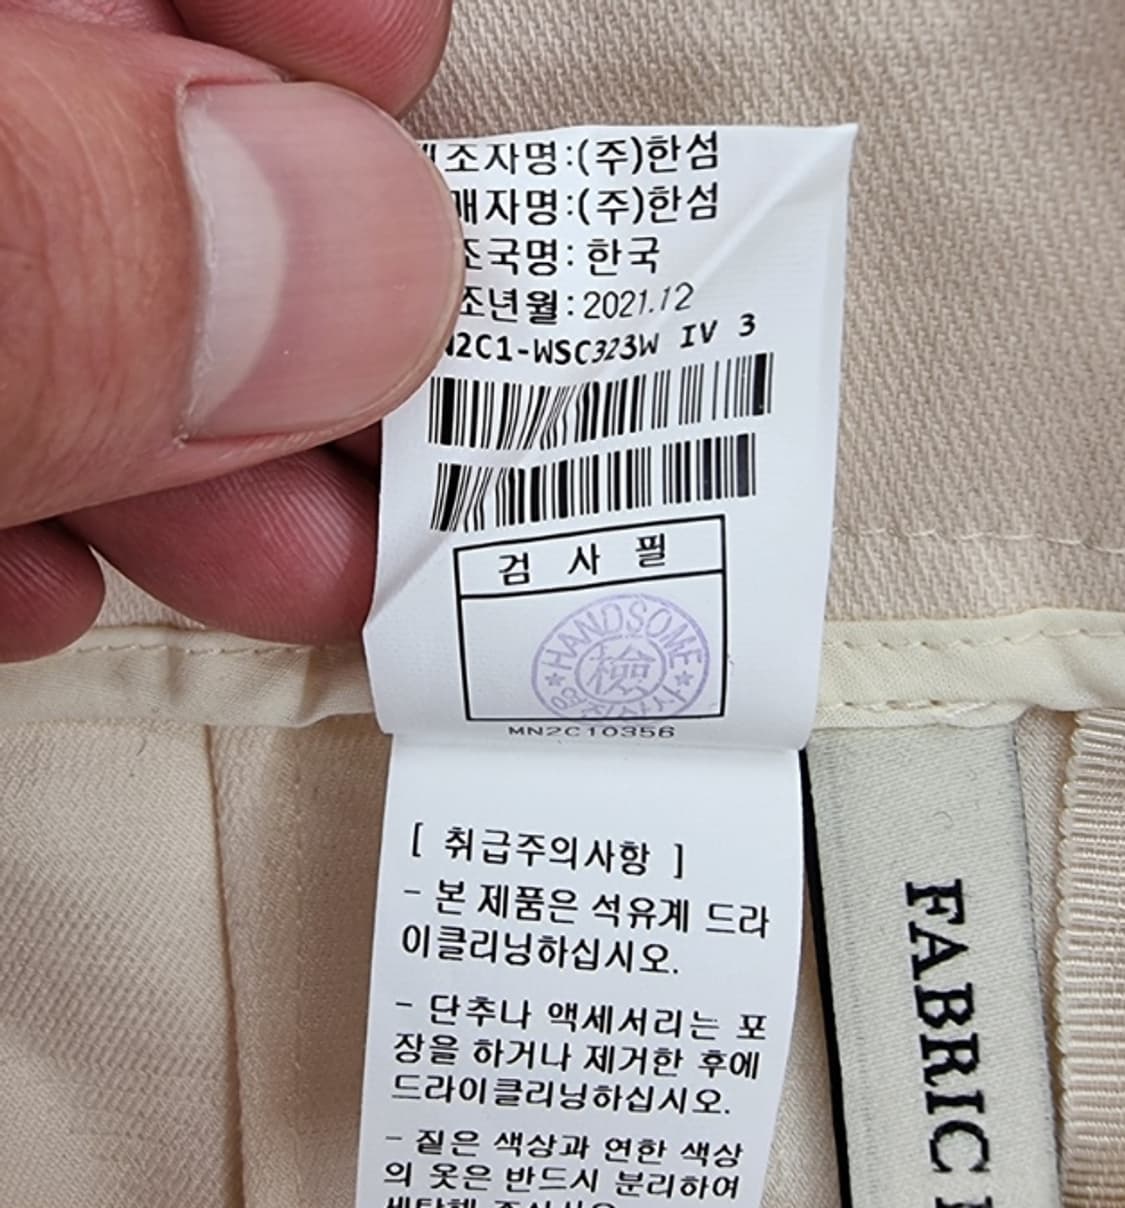 조자명:(주)한섬
매자명:(주)한섬
조국명: 한국
조년월: 2021.12
N2C1-WSC323W IV 3
검 사 필
HANDSOME
檢
MN2C10356
[ 취급주의사항 ]
- 본 제품은 석유계 드라
이클리닝하십시오.
- 단추나 액세서리는 포
장을 하거나 제거한 후에
드라이클리닝하십시오.
- 짙은 색상과 연한 색상
의 옷은 반드시 분리하여
FABRIC